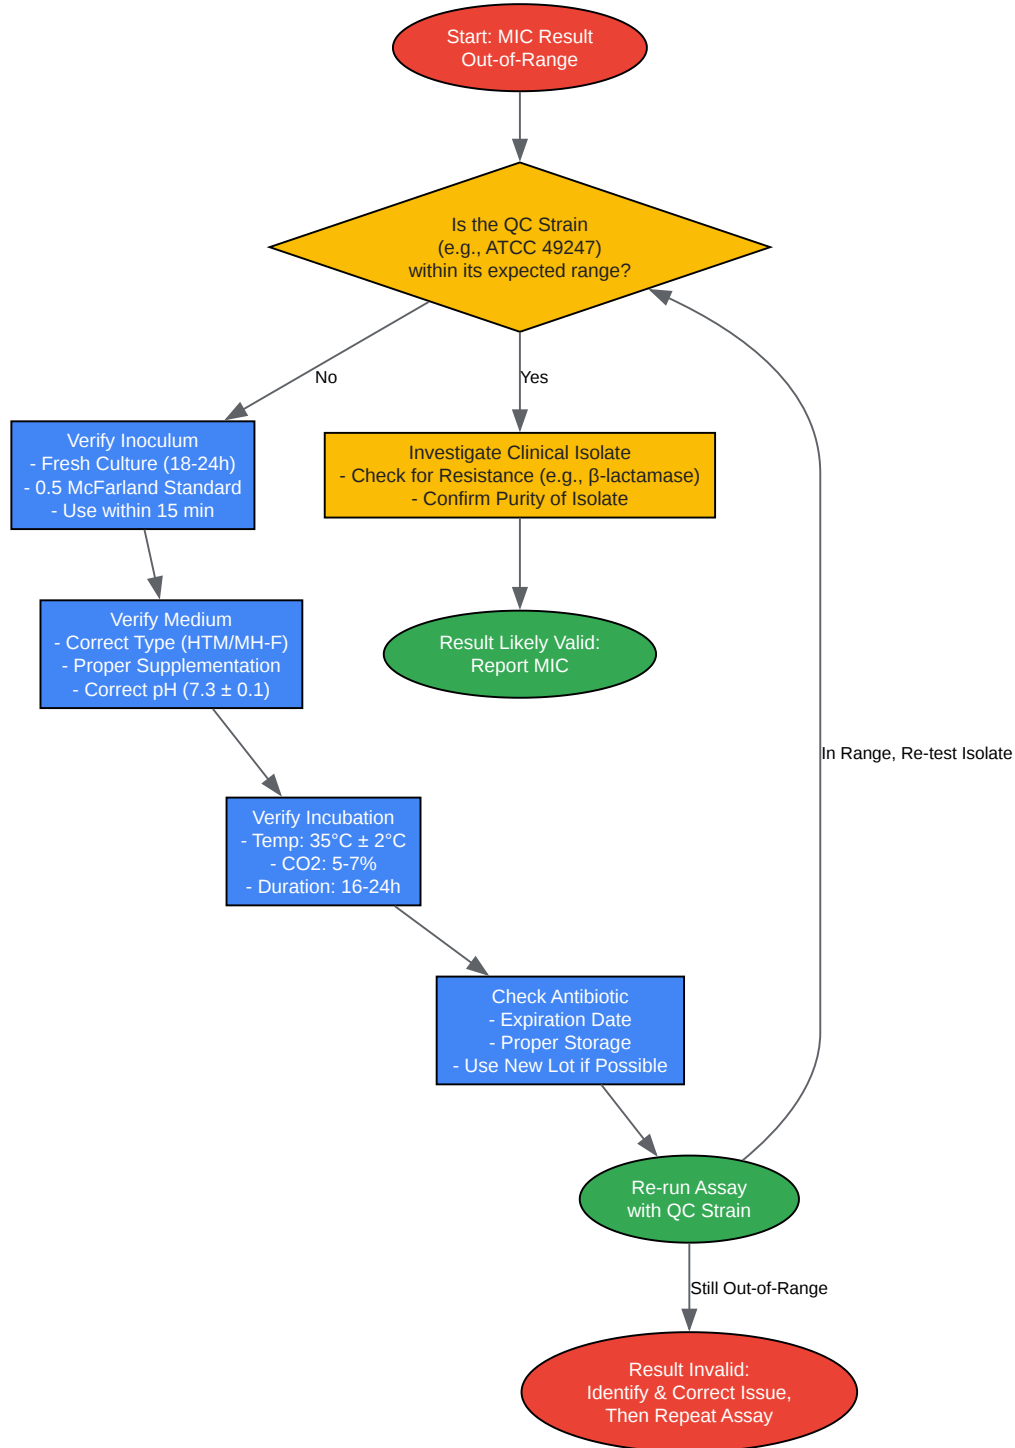 Start: MIC Result
Out-of-Range
Is the QC Strain
(e.g., ATCC 49247)
within its expected range?
No
Yes
Verify Inoculum
- Fresh Culture (18-24h)
- 0.5 McFarland Standard
- Use within 15 min
Investigate Clinical Isolate
- Check for Resistance (e.g., β-lactamase)
- Confirm Purity of Isolate
Verify Medium
- Correct Type (HTM/MH-F)
- Proper Supplementation
- Correct pH (7.3 ± 0.1)
Result Likely Valid:
Report MIC
In Range, Re-test Isolate
Verify Incubation
- Temp: 35°C ± 2°C
- CO2: 5-7%
- Duration: 16-24h
Check Antibiotic
- Expiration Date
- Proper Storage
- Use New Lot if Possible
Re-run Assay
with QC Strain
Still Out-of-Range
Result Invalid:
Identify & Correct Issue,
Then Repeat Assay